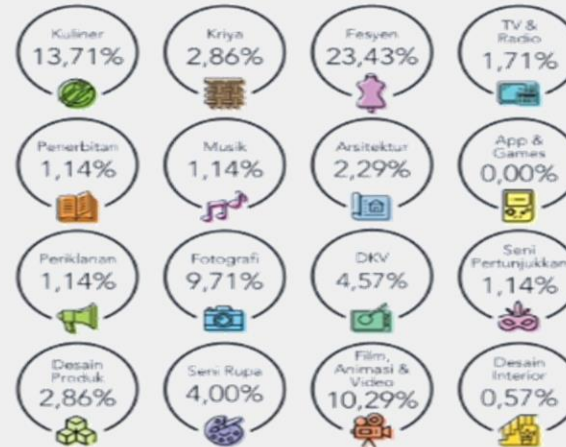 Kuliner
13,71%
Kriya
2,86%
Fesyen
23,43%
TV &
Radio
1,71%
Penerbitan
1,14%
Musik
1,14%
Arsitektur
2,29%
App &
Games
0,00%
Periklanan
1,14%
Fotografi
9,71%
DKV
4,57%
Seni
Pertunjukkan
1,14%
Desain
Produk
2,86%
Seni Rupa
4,00%
Film,
Animasi &
Video
10,29%
Desain
Interior
0,57%